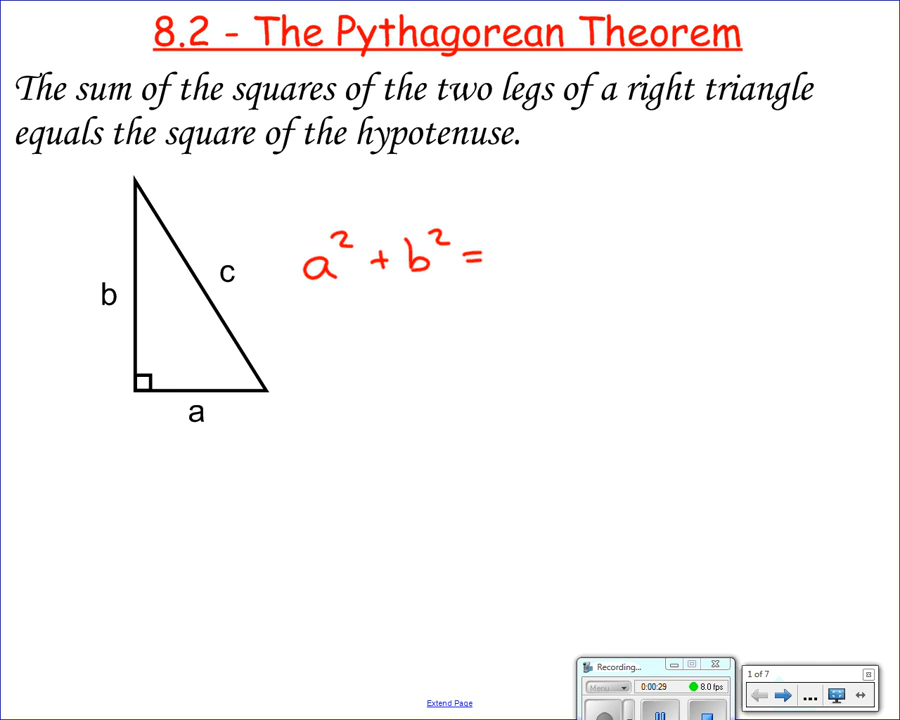 8.2 - The Pythagorean Theorem
The sum of the squares of the two legs of a right triangle
equals the square of the hypotenuse.
a² + b² =
c
b
a
Recording...
Menu
0:00:29
8.0 fps
1 of 7
...
Extend Page